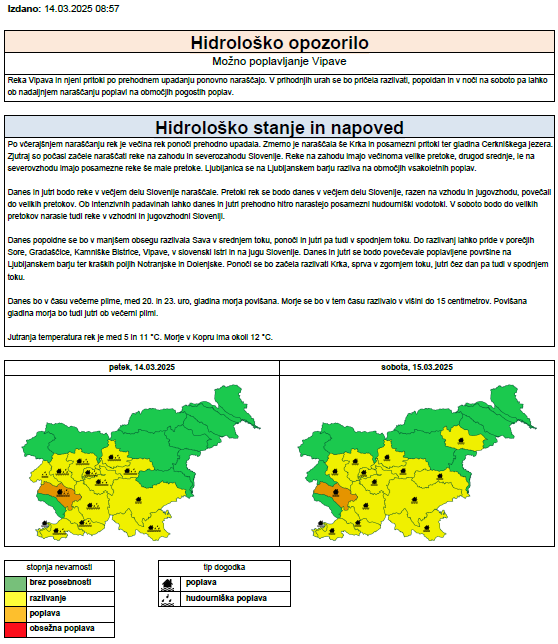 Izdano: 14.03.2025 08:57
Hidrološko opozorilo
Možno poplavljanje Vipave
Reka Vipava in njeni pritoki po prehodnem upadanju ponovno naraščajo. V prihodnjih urah se bo pričela razlivati, popoldan in v noči na soboto pa lahko
ob nadaljnjem naraščanju poplavi na območjih pogostih poplav.
Hidrološko stanje in napoved
Po včerajšnjem naraščanju rek je večina rek ponoči prehodno upadala. Zmerno je naraščala še Krka in posamezni pritoki ter gladina Cerkniškega jezera.
Zjutraj so počasi začele naraščati reke na zahodu in severozahodu Slovenije. Reke na zahodu imajo večinoma velike pretoke, drugod srednje, le na
severovzhodu imajo posamezne reke še male pretoke. Ljubljanica se na Ljubljanskem barju razliva na območjih vsakoletnih poplav.
Danes in jutri bodo reke v večjem delu Slovenije naraščale. Pretoki rek se bodo danes v večjem delu Slovenije, razen na vzhodu in jugovzhodu, povečali
do velikih pretokov. Ob intenzivnih padavinah lahko danes in jutri prehodno hitro narastejo posamezni hudourniški vodotoki. V soboto bodo do velikih
pretokov narasle tudi reke v vzhodni in jugovzhodni Sloveniji.
Danes popoldne se bo v manjšem obsegu razlivala Sava v srednjem toku, ponoči in jutri pa tudi v spodnjem toku. Do razlivanj lahko pride v porečjih
Sore, Gradaščice, Kamniške Bistrice, Vipave, v slovenski Istri in na jugu Slovenije. Danes in jutri se bodo povečevale poplavljene površine na
Ljubljanskem barju ter kraških poljih Notranjske in Dolenjske. Ponoči se bo začela razlivati Krka, sprva v zgornjem toku, jutri čez dan pa tudi v spodnjem
toku.
Danes bo v času večerne plime, med 20. in 23. uro, gladina morja povišana. Morje se bo v tem času razlivalo v višini do 15 centimetrov. Povišana
gladina morja bo tudi jutri ob večerni plimi.
Jutranja temperatura rek je med 5 in 11 °C. Morje v Kopru ima okoli 12 °C.
petek, 14.03.2025
sobota, 15.03.2025
stopnja nevarnosti
brez posebnosti
razlivanje
poplava
obsežna poplava
tip dogodka
poplava
hudourniška poplava